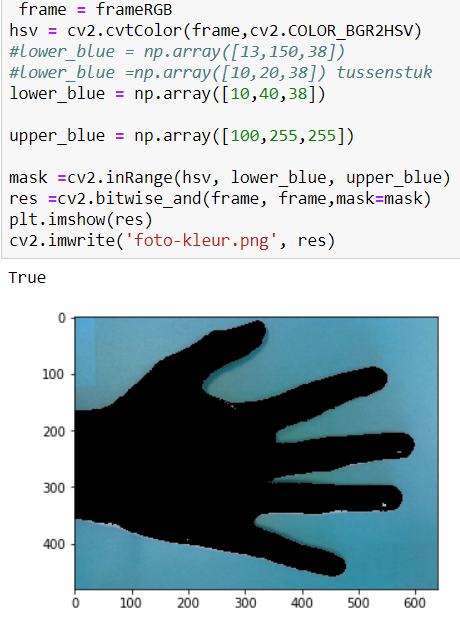 frame = frameRGB
hsv = cv2.cvtColor(frame,cv2.COLOR_BGR2HSV)
#lower_blue = np.array([13,150,38])
#lower_blue =np.array([10,20,38]) tussenstuk
lower_blue = np.array([10,40,38])
upper_blue = np.array([100,255,255])
mask =cv2.inRange(hsv, lower_blue, upper_blue)
res =cv2.bitwise_and(frame, frame,mask=mask)
plt.imshow(res)
cv2.imwrite('foto-kleur.png', res)
True
0
100
200
300
400
0 100 200 300 400 500 600